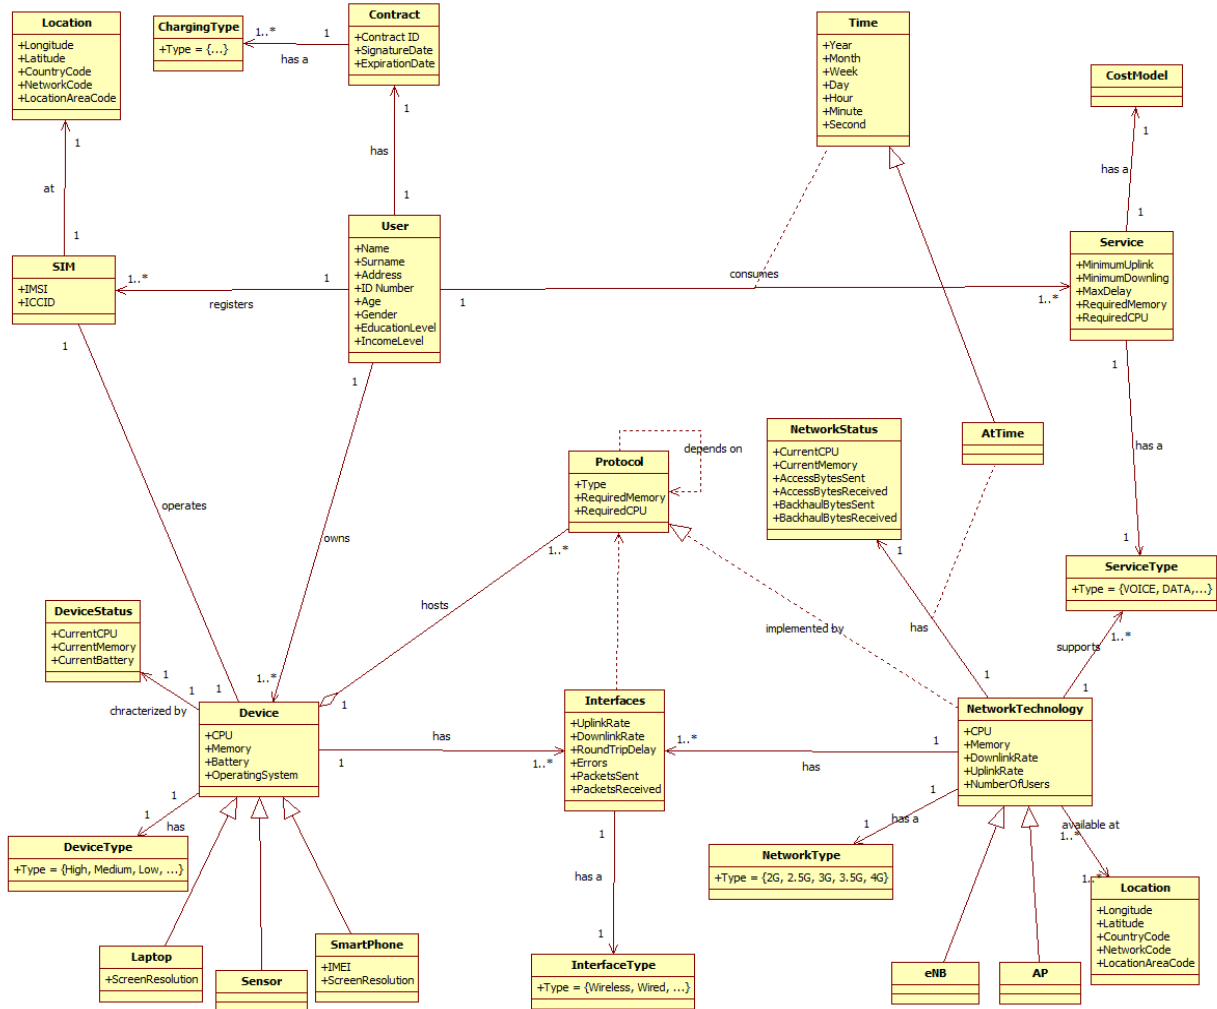 Location
+Longitude
+Latitude
+CountryCode
+NetworkCode
+LocationAreaCode
ChargingType
+Type = {...}
1..*
1
has a
Contract
+Contract ID
+SignatureDate
+ExpirationDate
Time
+Year
+Month
+Week
+Day
+Hour
+Minute
+Second
CostModel
1
at
1
1
has
1
1
has a
1
SIM
+IMSI
+ICCID
1..*
1
registers
User
+Name
+Surname
+Address
+ID Number
+Age
+Gender
+EducationLevel
+IncomeLevel
1
consumes
1..*
Service
+MinimumUplink
+MinimumDownling
+MaxDelay
+RequiredMemory
+RequiredCPU
1
operates
1
1
owns
1..*
1
has a
1
Protocol
+Type
+RequiredMemory
+RequiredCPU
depends on
1..*
hosts
1
NetworkStatus
+CurrentCPU
+CurrentMemory
+AccessBytesSent
+AccessBytesReceived
+BackhaulBytesSent
+BackhaulBytesReceived
1
has
1
AtTime
implemented by
ServiceType
+Type = {VOICE, DATA,...}
1..*
supports
1
DeviceStatus
+CurrentCPU
+CurrentMemory
+CurrentBattery
1
1
chracterized by
Device
+CPU
+Memory
+Battery
+OperatingSystem
has
1
1..*
Interfaces
+UplinkRate
+DownlinkRate
+RoundTripDelay
+Errors
+PacketsSent
+PacketsReceived
1..*
1
has
NetworkTechnology
+CPU
+Memory
+DownlinkRate
+UplinkRate
+NumberOfUsers
1
1
has
DeviceType
+Type = {High, Medium, Low, ...}
1
has a
1
1
has a
1
NetworkType
+Type = {2G, 2.5G, 3G, 3.5G, 4G}
available at
1..*
1..*
Location
+Longitude
+Latitude
+CountryCode
+NetworkCode
+LocationAreaCode
Laptop
+ScreenResolution
Sensor
SmartPhone
+IMEI
+ScreenResolution
InterfaceType
+Type = {Wireless, Wired, ...}
eNB
AP